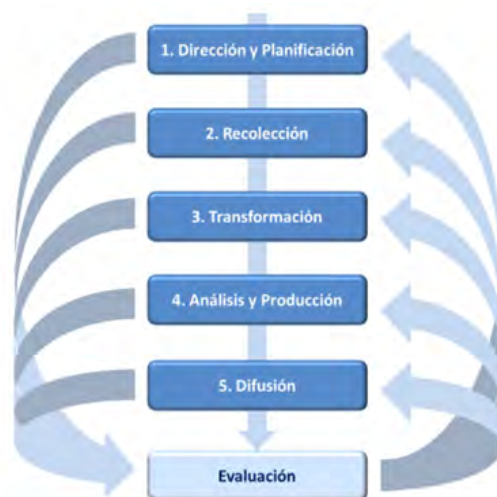 1. Dirección y Planificación
2. Recolección
3. Transformación
4. Análisis y Producción
5. Difusión
Evaluación